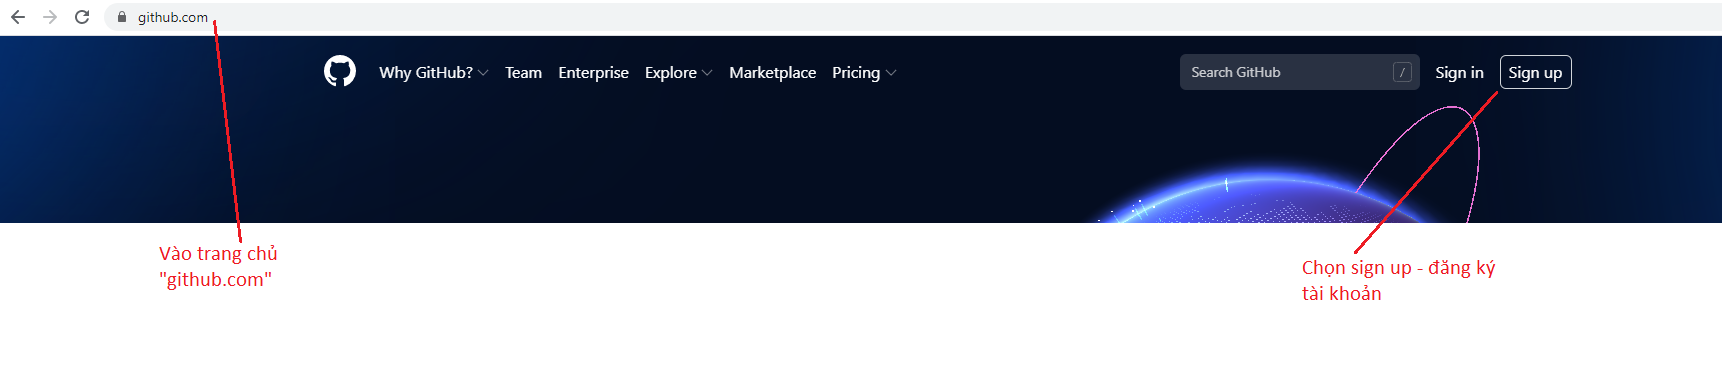 github.com
Why GitHub? Team Enterprise Explore Marketplace Pricing Search GitHub / Sign in Sign up
Vào trang chủ
"github.com"
Chọn sign up - đăng ký
tài khoản